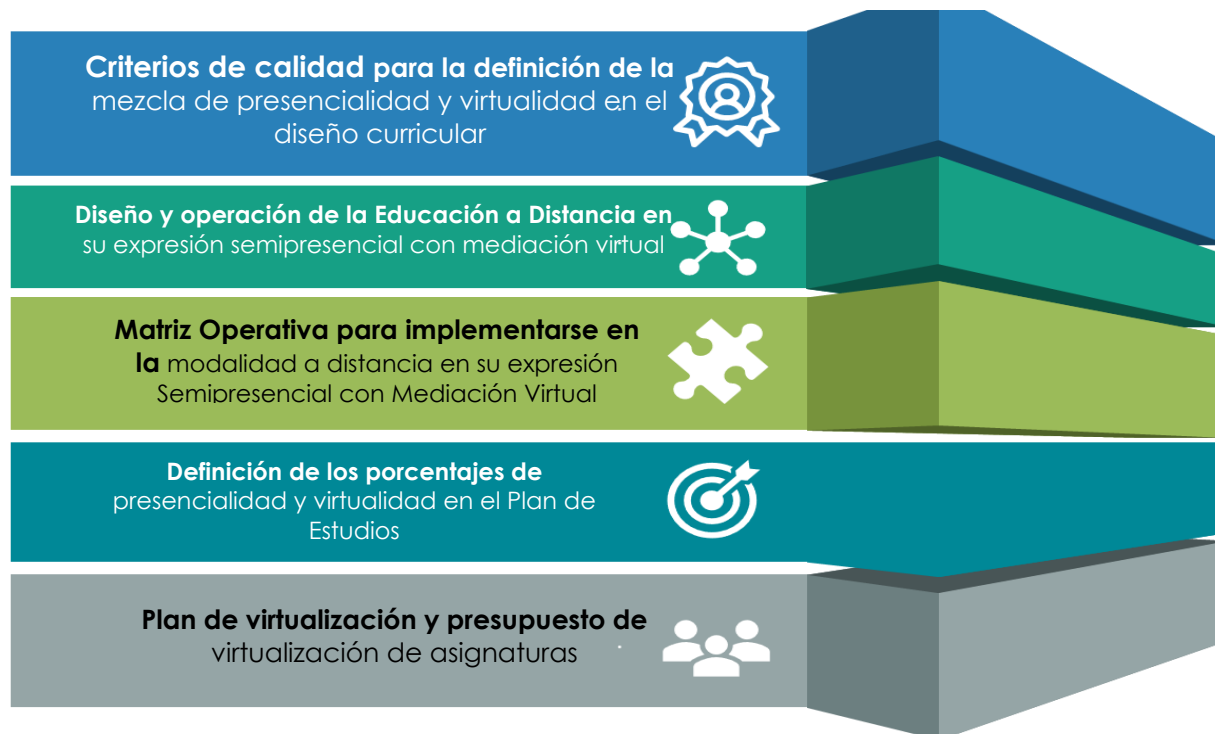 Criterios de calidad para la definición de la
mezcla de presencialidad y virtualidad en el
diseño curricular
Diseño y operación de la Educación a Distancia en
su expresión semipresencial con mediación virtual
Matriz Operativa para implementarse en
la modalidad a distancia en su expresión
Semipresencial con Mediación Virtual
Definición de los porcentajes de
presencialidad y virtualidad en el Plan de
Estudios
Plan de virtualización y presupuesto de
virtualización de asignaturas